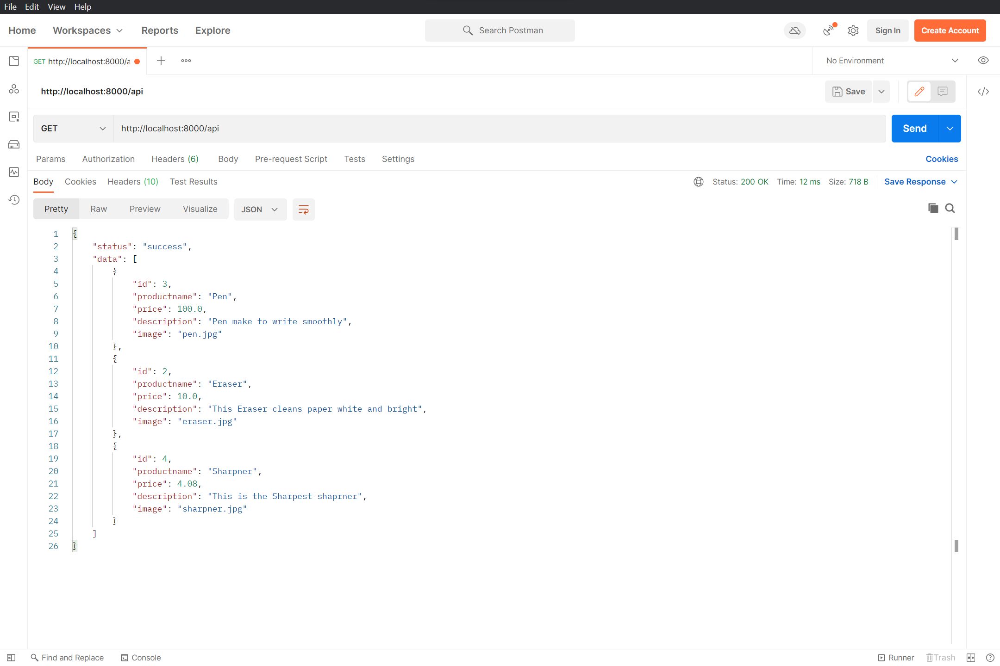 File Edit View Help
Home Workspaces Reports Explore Search Postman Sign In Create Account
GET http://localhost:8000/a No Environment
http://localhost:8000/api Save
GET http://localhost:8000/api Send
Params Authorization Headers (6) Body Pre-request Script Tests Settings Cookies
Body Cookies Headers (10) Test Results Status: 200 OK Time: 12 ms Size: 718 B Save Response
Pretty Raw Preview Visualize JSON
1 {
2 "status": "success",
3 "data": [
4 {
5 "id": 3,
6 "productname": "Pen",
7 "price": 100.0,
8 "description": "Pen make to write smoothly",
9 "image": "pen.jpg"
10 },
11 {
12 "id": 2,
13 "productname": "Eraser",
14 "price": 10.0,
15 "description": "This Eraser cleans paper white and bright",
16 "image": "eraser.jpg"
17 },
18 {
19 "id": 4,
20 "productname": "Sharpner",
21 "price": 4.08,
22 "description": "This is the Sharpest shaprner",
23 "image": "sharpner.jpg"
24 }
25 ]
26 }
Find and Replace Console Runner Trash